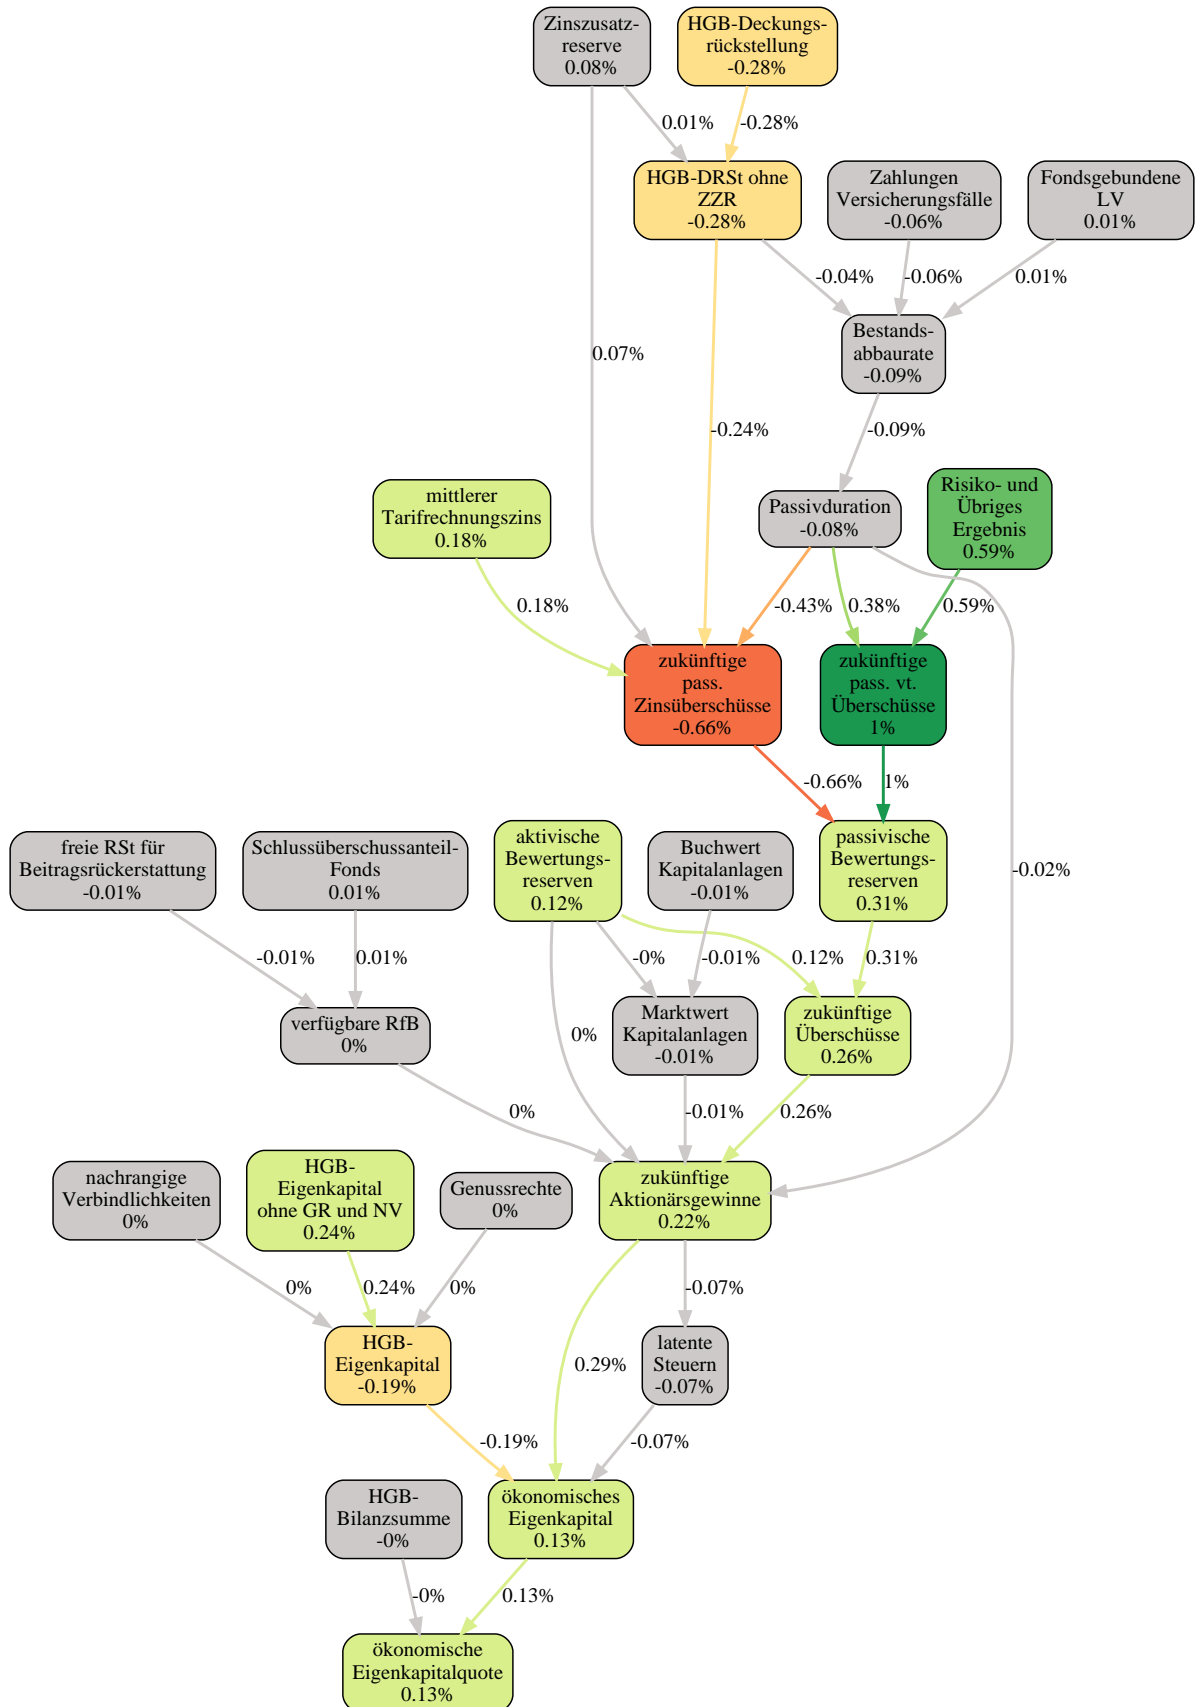 Zinszusatz-
reserve
0.08%
HGB-Deckungs-
rückstellung
-0.28%
0.01%
-0.28%
HGB-DRSt ohne
ZZR
-0.28%
Zahlungen
Versicherungsfälle
-0.06%
Fondsgebundene
LV
0.01%
-0.04%
-0.06%
0.01%
Bestands-
abbaurate
-0.09%
0.07%
-0.24%
-0.09%
mittlerer
Tarifrechnungszins
0.18%
Passivduration
-0.08%
Risiko- und
Übriges
Ergebnis
0.59%
0.18%
-0.43%
0.38%
0.59%
zukünftige
pass.
Zinsüberschüsse
-0.66%
zukünftige
pass. vt.
Überschüsse
1%
-0.66%
1%
-0.02%
freie RSt für
Beitragsrückerstattung
-0.01%
Schlussüberschussanteil-
Fonds
0.01%
aktivische
Bewertungs-
reserven
0.12%
Buchwert
Kapitalanlagen
-0.01%
passivische
Bewertungs-
reserven
0.31%
-0.01%
0.01%
-0%
-0.01%
0.12%
0.31%
verfügbare RfB
0%
0%
Marktwert
Kapitalanlagen
-0.01%
zukünftige
Überschüsse
0.26%
0%
-0.01%
0.26%
nachrangige
Verbindlichkeiten
0%
HGB-
Eigenkapital
ohne GR und NV
0.24%
Genussrechte
0%
zukünftige
Aktionärsgewinne
0.22%
0%
0.24%
0%
-0.07%
HGB-
Eigenkapital
-0.19%
0.29%
latente
Steuern
-0.07%
-0.19%
-0.07%
HGB-
Bilanzsumme
-0%
ökonomisches
Eigenkapital
0.13%
-0%
0.13%
ökonomische
Eigenkapitalquote
0.13%